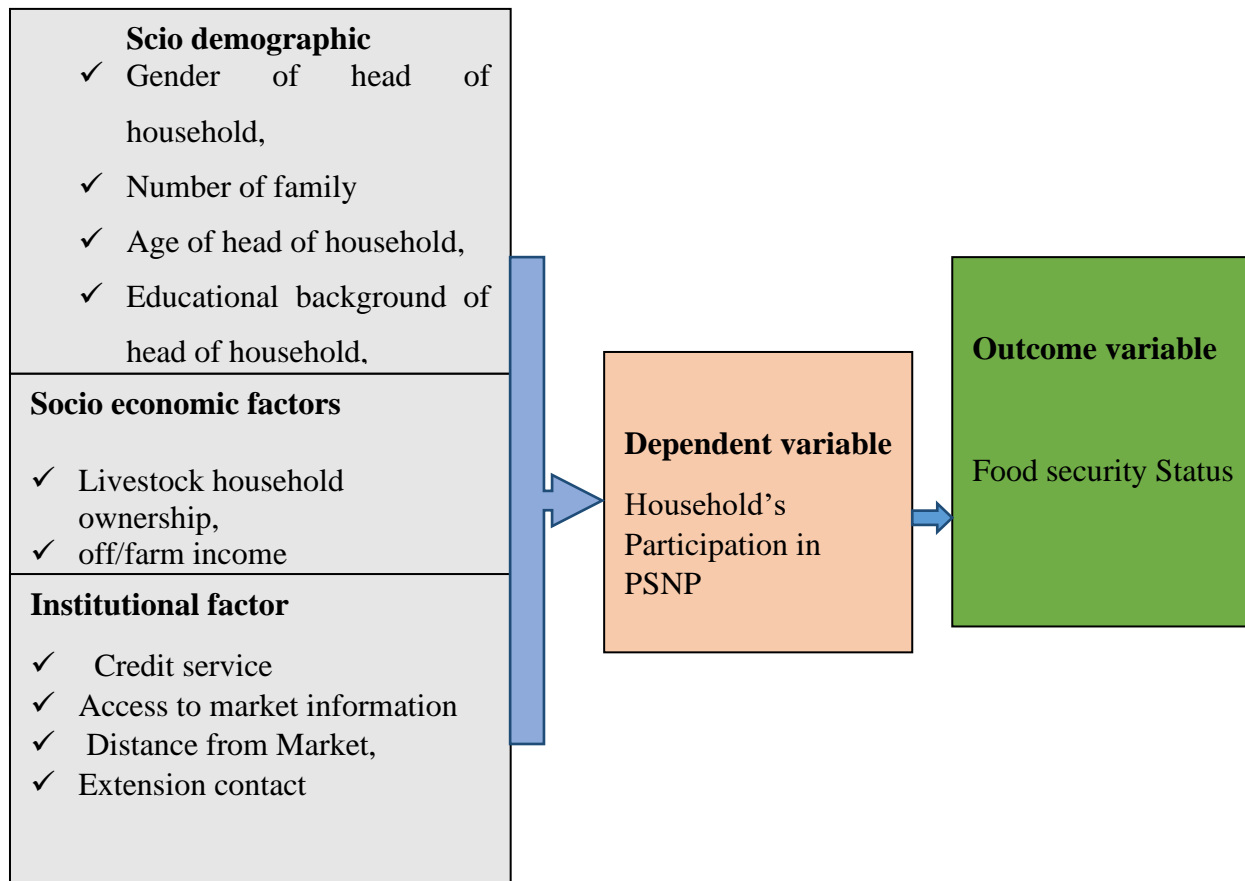 Scio demographic
✓ Gender of head of
household,
✓ Number of family
✓ Age of head of household,
✓ Educational background of
head of household,
Socio economic factors
✓ Livestock household
ownership,
✓ off/farm income
Institutional factor
✓ Credit service
✓ Access to market information
✓ Distance from Market,
✓ Extension contact
Dependent variable
Household’s
Participation in
PSNP
Outcome variable
Food security Status